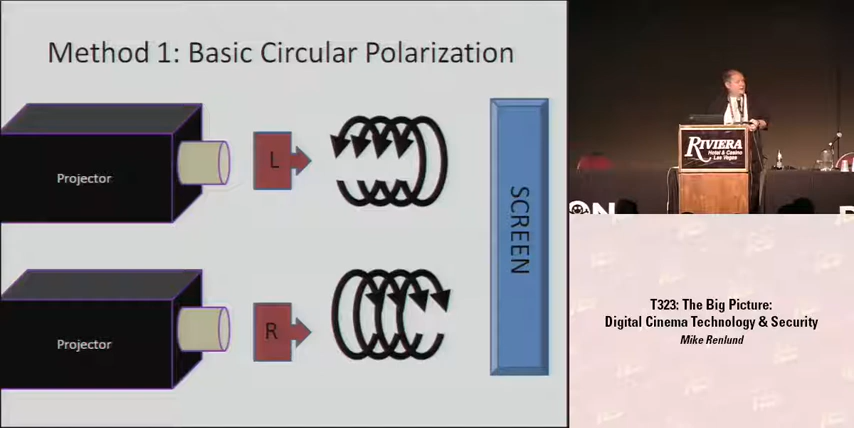 Method 1: Basic Circular Polarization
Projector
L
SCREEN
Projector
R
RIVIERA
Hotel & Casino
Las Vegas
ON
T323: The Big Picture:
Digital Cinema Technology & Security
Mike Renlund